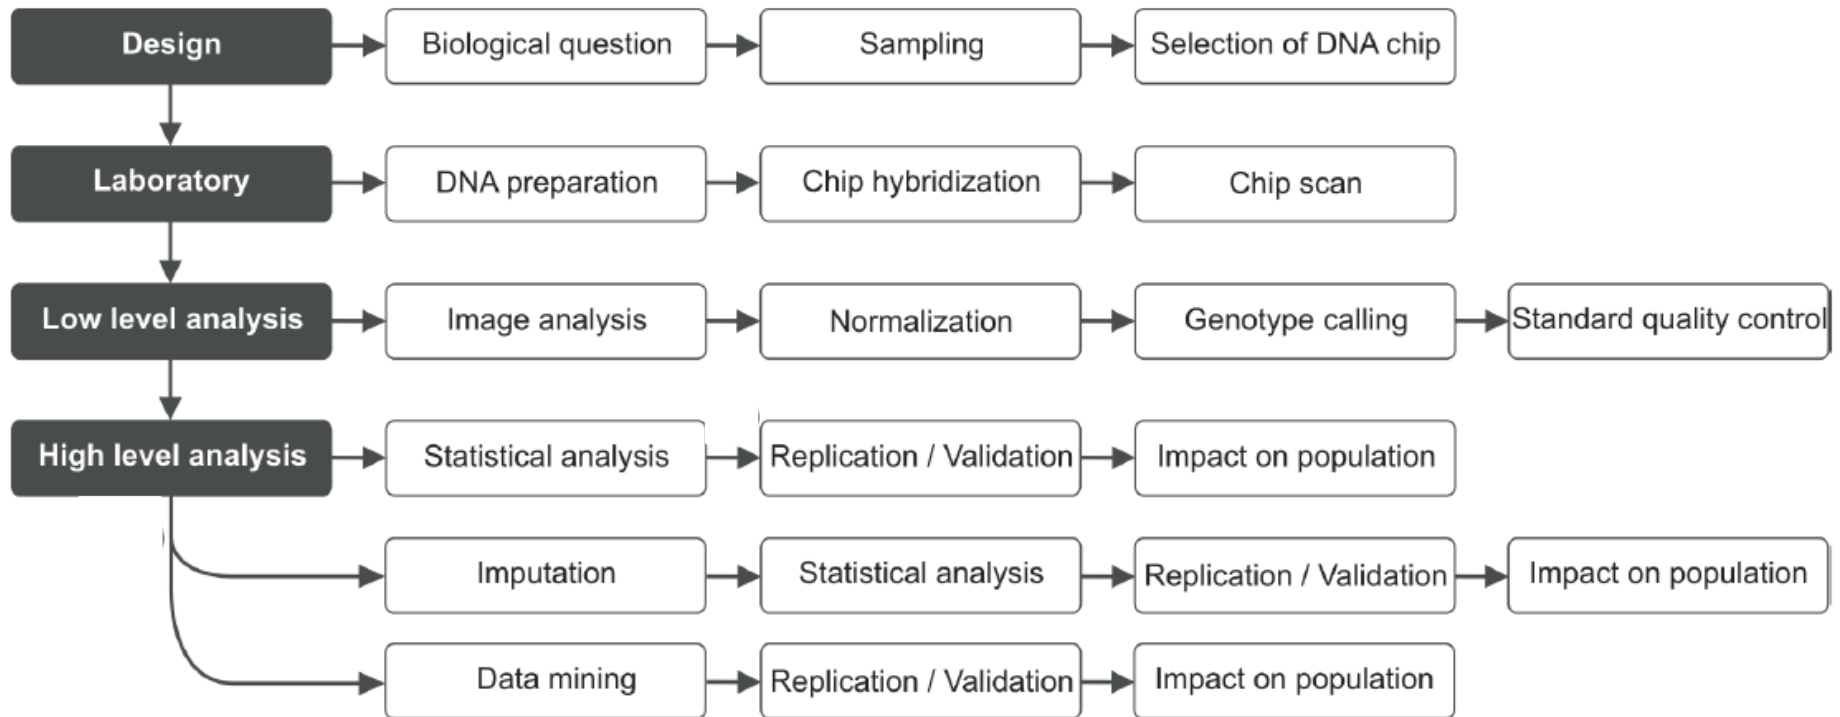 Design
Biological question
Sampling
Selection of DNA chip
Laboratory
DNA preparation
Chip hybridization
Chip scan
Low level analysis
Image analysis
Normalization
Genotype calling
Standard quality control
High level analysis
Statistical analysis
Replication / Validation
Impact on population
Imputation
Statistical analysis
Replication / Validation
Impact on population
Data mining
Replication / Validation
Impact on population